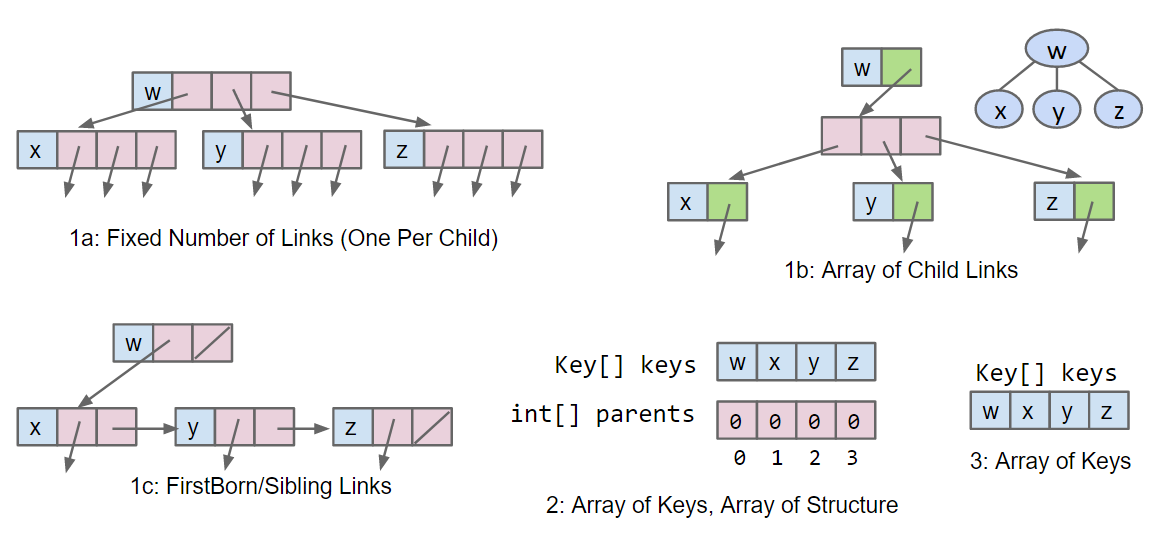 w
x
y
z
1a: Fixed Number of Links (One Per Child)
w
x
y
z
1b: Array of Child Links
w
x y z
w
x
y
z
1c: FirstBorn/Sibling Links
Key[] keys
w x y z
int[] parents
0 0 0 0
0 1 2 3
2: Array of Keys, Array of Structure
Key[] keys
w x y z
3: Array of Keys